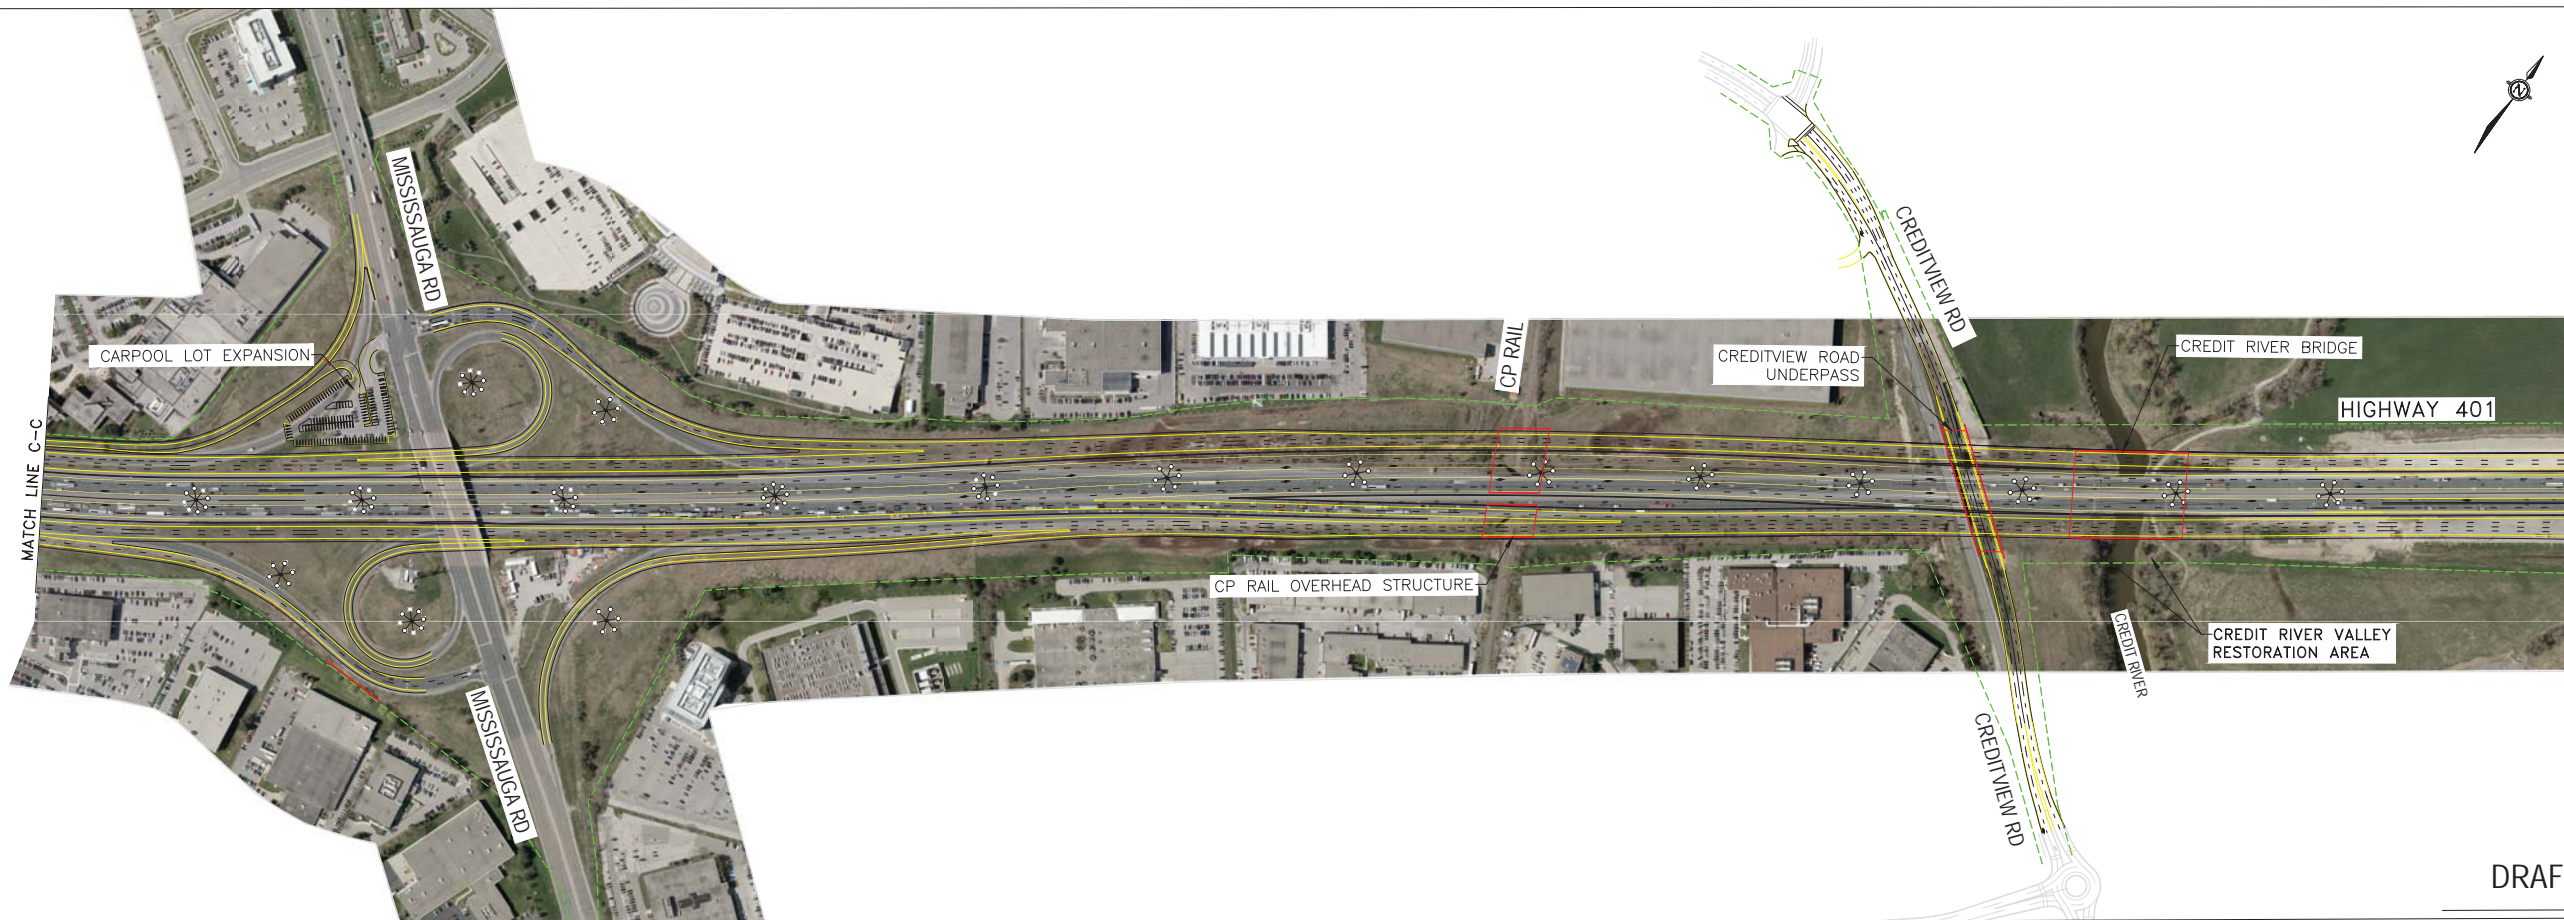 MISSISSAUGA RD
CARPOOL LOT EXPANSION
MATCH LINE C-C
MISSISSAUGA RD
CP RAIL
CP RAIL OVERHEAD STRUCTURE
CREDITVIEW RD
CREDITVIEW ROAD
UNDERPASS
CREDIT RIVER BRIDGE
HIGHWAY 401
CREDIT RIVER VALLEY
RESTORATION AREA
CREDIT RIVER
CREDITVIEW RD
N
DRAF